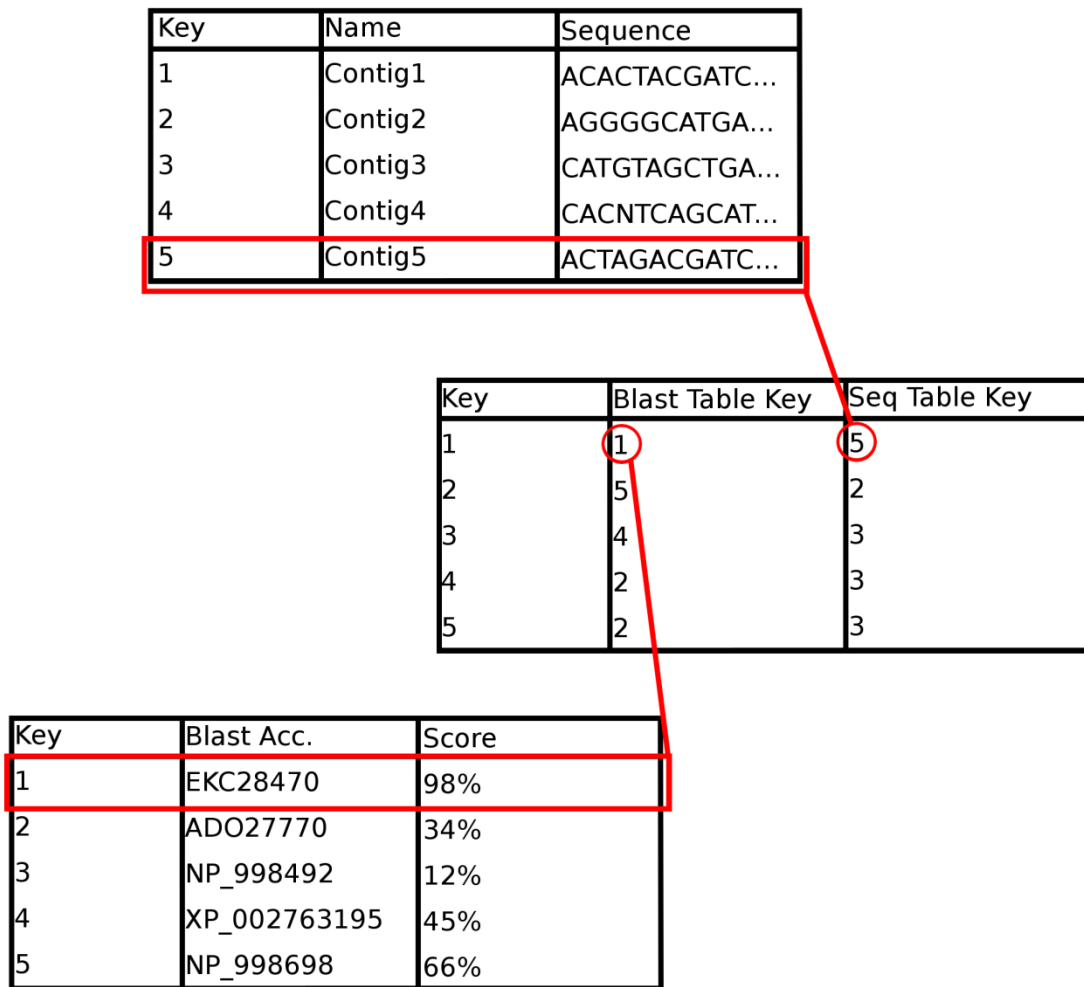 Key Name Sequence
1 Contig1 ACACTACGATC...
2 Contig2 AGGGGCATGA...
3 Contig3 CATGTAGCTGA...
4 Contig4 CACNTCAGCAT...
5 Contig5 ACTAGACGATC...
Key Blast Table Key Seq Table Key
1 1 5
2 5 2
3 4 3
4 2 3
5 2 3
Key Blast Acc. Score
1 EKC28470 98%
2 ADO27770 34%
3 NP_998492 12%
4 XP_002763195 45%
5 NP_998698 66%